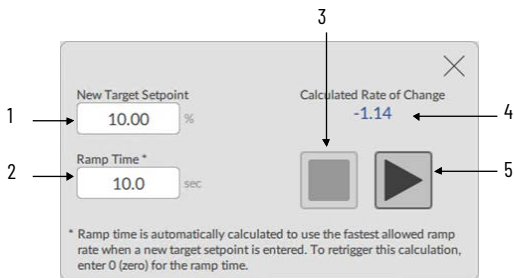 3
New Target Setpoint
Calculated Rate of Change
1
10.00 %
-1.14
4
Ramp Time *
2
10.0 sec
5
* Ramp time is automatically calculated to use the fastest allowed ramp
rate when a new target setpoint is entered. To retrigger this calculation,
enter 0 (zero) for the ramp time.